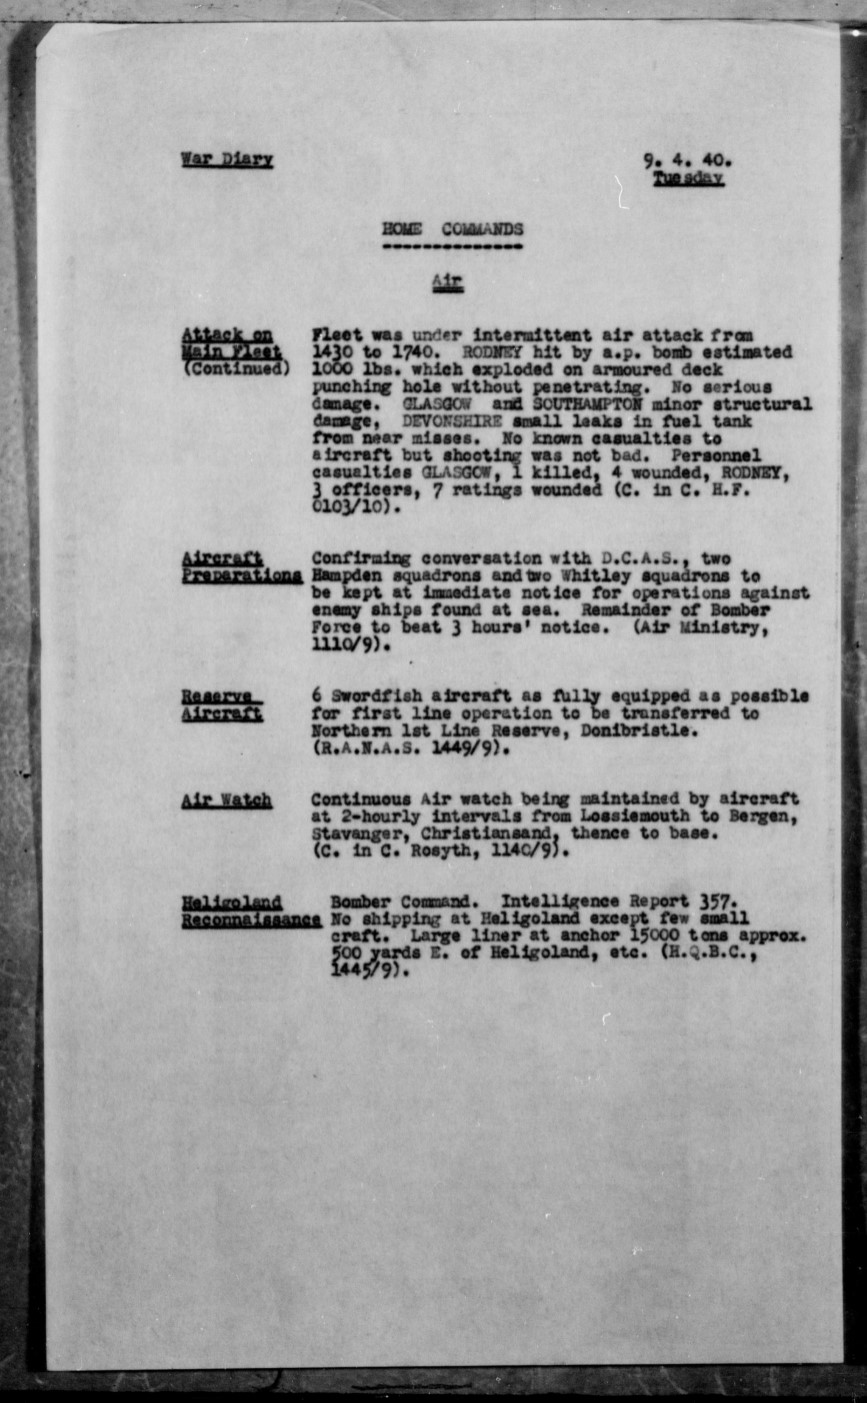 War Diary 9. 4. 40.
Tuesday
HOME COMMANDS
Air
Attack on Fleet was under intermittent air attack from
Main Fleet 1430 to 1740. RODNEY hit by a.p. bomb estimated
(Continued) 1000 lbs. which exploded on armoured deck
punching hole without penetrating. No serious
damage. GLASGOW and SOUTHAMPTON minor structural
damage, DEVONSHIRE small leaks in fuel tank
from near misses. No known casualties to
aircraft but shooting was not bad. Personnel
casualties GLASGOW, 1 killed, 4 wounded, RODNEY,
3 officers, 7 ratings wounded (C. in C. H.F.
0103/10).
Aircraft Confirming conversation with D.C.A.S., two
Preparations Hampden squadrons and two Whitley squadrons to
be kept at immediate notice for operations against
enemy ships found at sea. Remainder of Bomber
Force to beat 3 hours' notice. (Air Ministry,
1110/9).
Reserve 6 Swordfish aircraft as fully equipped as possible
Aircraft for first line operation to be transferred to
Northern 1st Line Reserve, Donibristle.
(R.A.N.A.S. 1449/9).
Air Watch Continuous Air watch being maintained by aircraft
at 2-hourly intervals from Lossiemouth to Bergen,
Stavanger, Christiansand, thence to base.
(C. in C. Rosyth, 1140/9).
Heligoland Bomber Command. Intelligence Report 357.
Reconnaissance No shipping at Heligoland except few small
craft. Large liner at anchor 15000 tons approx.
500 yards E. of Heligoland, etc. (H.Q.B.C.,
1445/9).